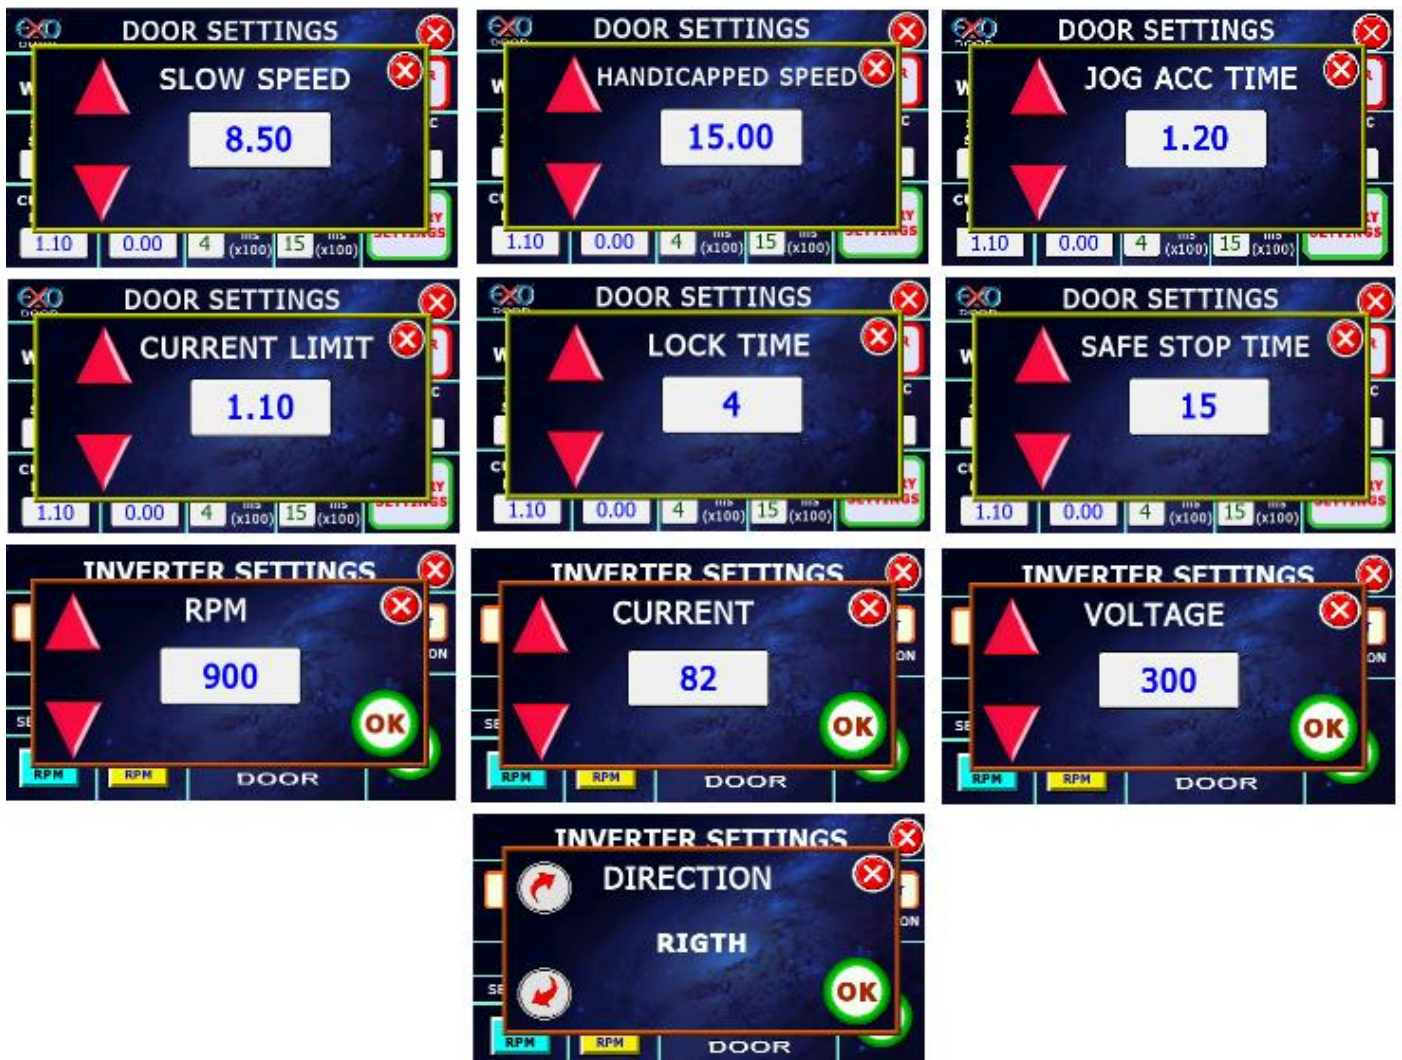 EXO
DOOR SETTINGS
SLOW SPEED
8.50
1.10
0.00
4
(x100)
15
(x100)
EXO
DOOR SETTINGS
HANDICAPPED SPEED
15.00
1.10
0.00
4
(x100)
15
(x100)
EXO
DOOR SETTINGS
JOG ACC TIME
1.20
1.10
0.00
4
(x100)
15
(x100)
EXO
DOOR SETTINGS
CURRENT LIMIT
1.10
1.10
0.00
4
(x100)
15
(x100)
EXO
DOOR SETTINGS
LOCK TIME
4
1.10
0.00
4
(x100)
15
(x100)
EXO
DOOR SETTINGS
SAFE STOP TIME
15
1.10
0.00
4
(x100)
15
(x100)
INVERTER SETTINGS
RPM
900
OK
RPM
RPM
DOOR
INVERTER SETTINGS
CURRENT
82
OK
RPM
RPM
DOOR
INVERTER SETTINGS
VOLTAGE
300
OK
RPM
RPM
DOOR
INVERTER SETTINGS
DIRECTION
RIGTH
OK
RPM
RPM
DOOR